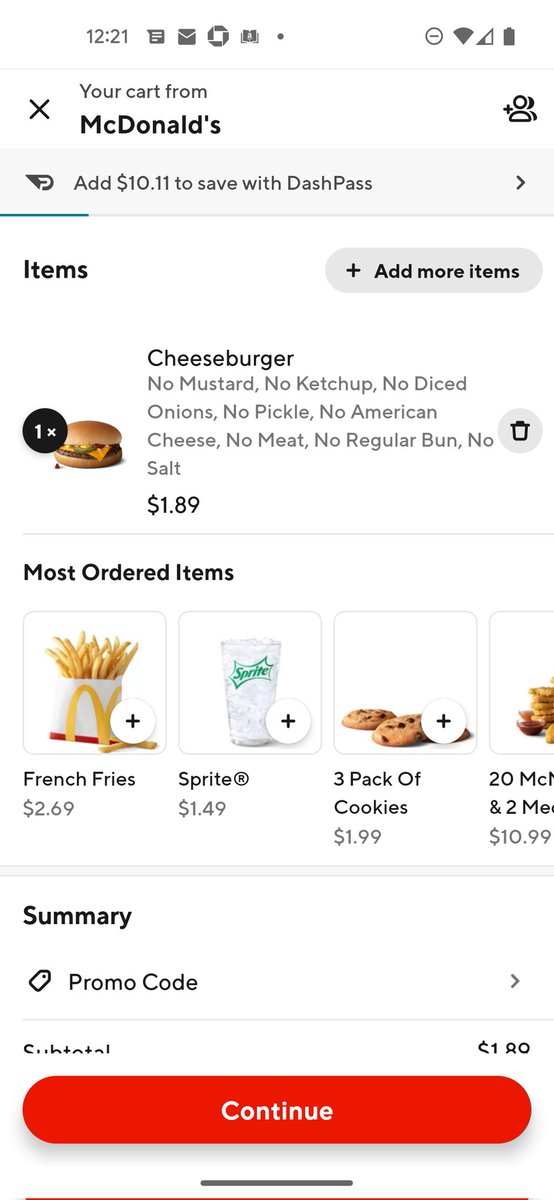 12:21
Your cart from
McDonald's
Add $10.11 to save with DashPass
Items
+ Add more items
Cheeseburger
No Mustard, No Ketchup, No Diced
Onions, No Pickle, No American
Cheese, No Meat, No Regular Bun, No
Salt
1 ×
$1.89
Most Ordered Items
Sprite
French Fries
$2.69
Sprite®
$1.49
3 Pack Of
Cookies
$1.99
20 McN
& 2 Med
$10.99
Summary
Promo Code
Subtotal $1.89
Continue